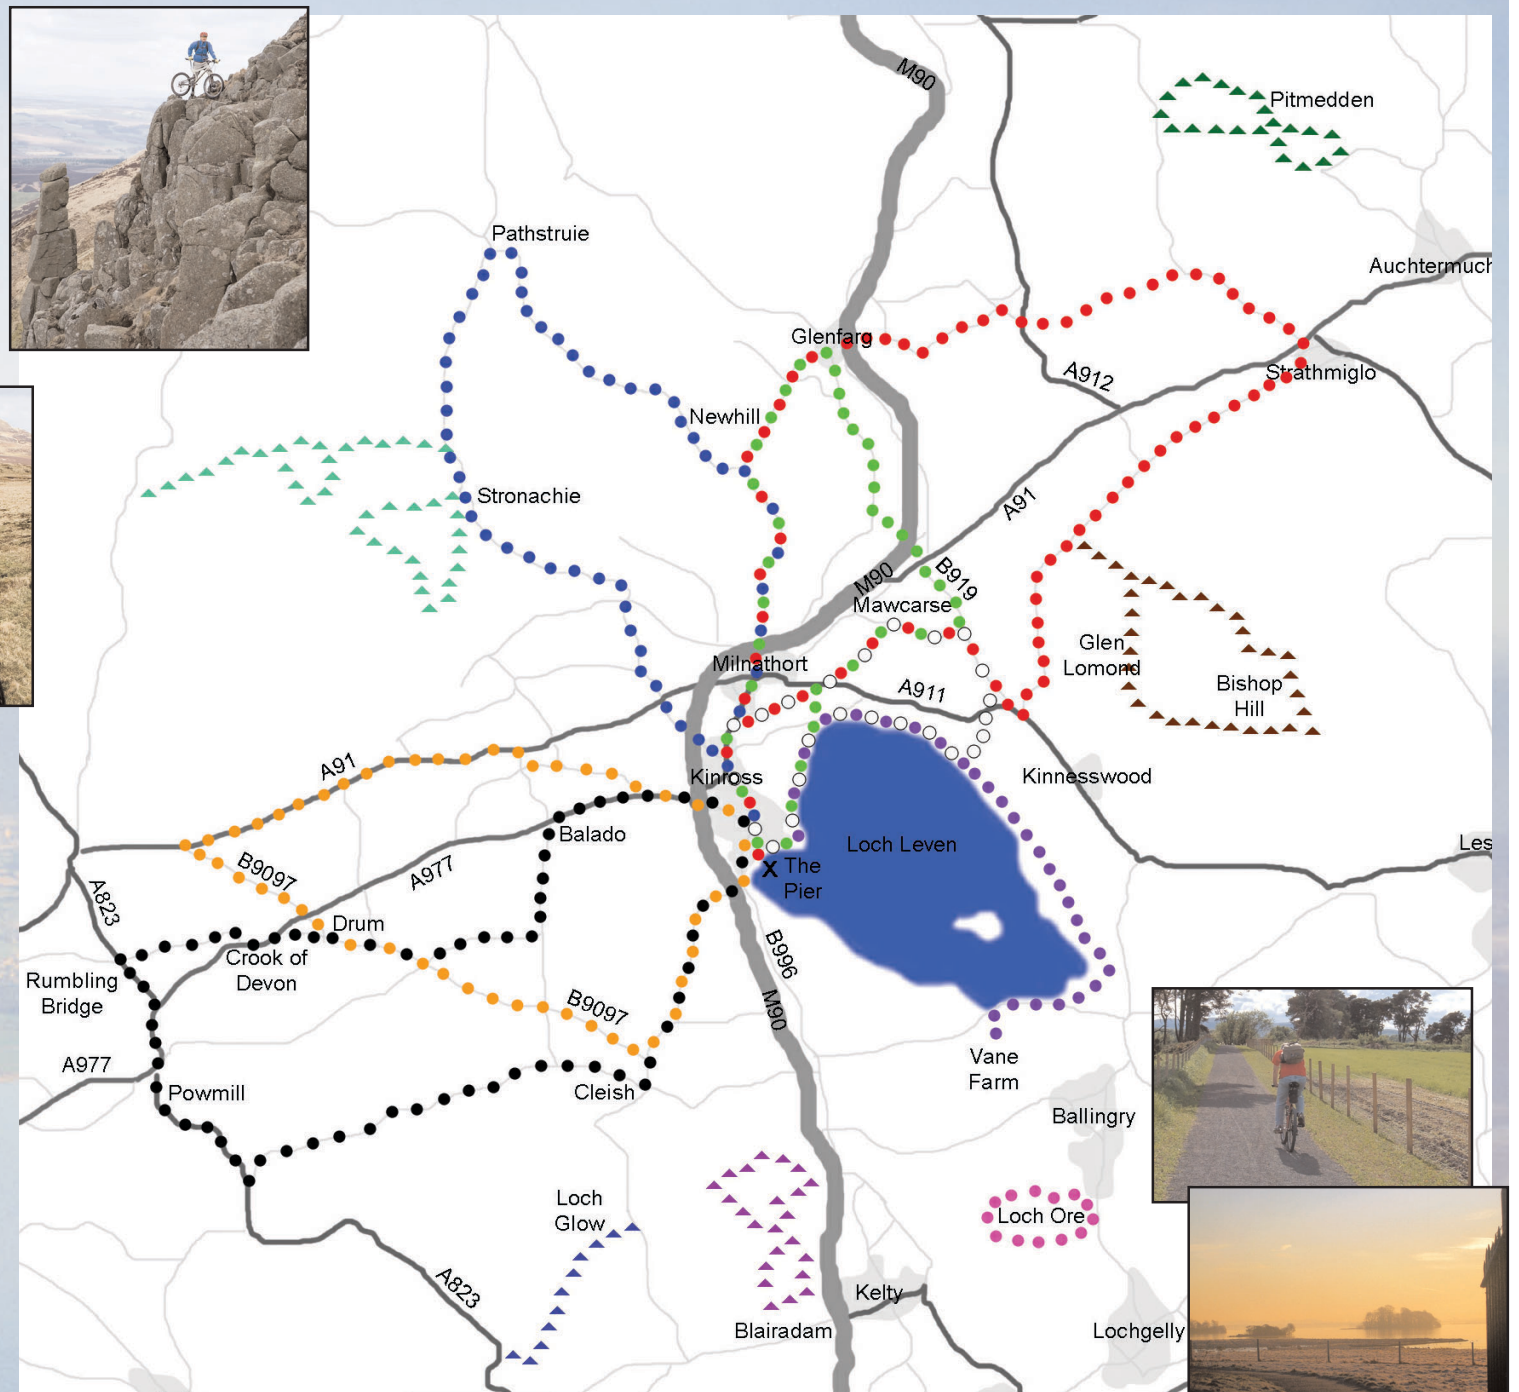 M90
Pitmedden
Pathstruie
Auchtermuch
Glenfarg
A912
Strathmiglo
Newhill
Stronachie
A91
M90
B919
Mawcarse
Glen
Lomond
Milnathort
A911
Bishop
Hill
A91
Kinross
Kinnesswood
Balado
Loch Leven
Les
B9097
A977
The
Pier
X
A823
Drum
Crook of
Devon
B996
Rumbling
Bridge
B9097
M90
A977
Vane
Farm
Powmill
Cleish
Ballingry
Loch
Glow
Loch Ore
A823
Kelty
Blairadam
Lochgelly